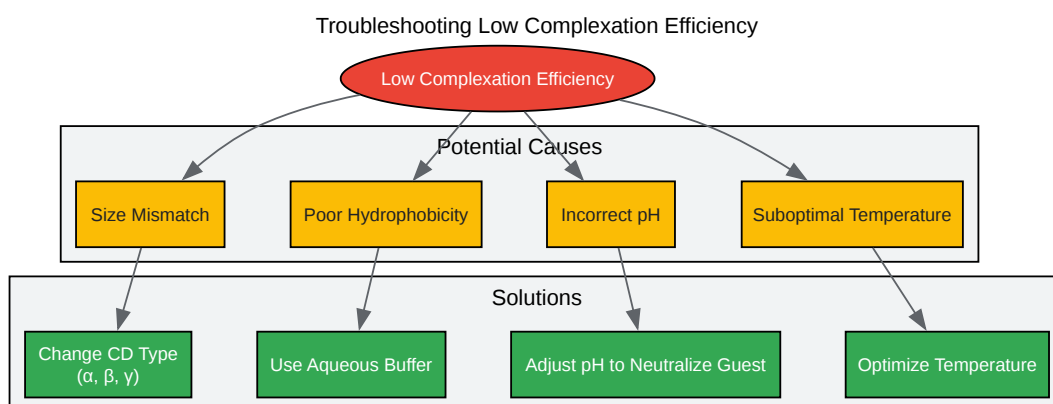 Troubleshooting Low Complexation Efficiency
Low Complexation Efficiency
Potential Causes
Size Mismatch
Poor Hydrophobicity
Incorrect pH
Suboptimal Temperature
Solutions
Change CD Type
(α, β, γ)
Use Aqueous Buffer
Adjust pH to Neutralize Guest
Optimize Temperature